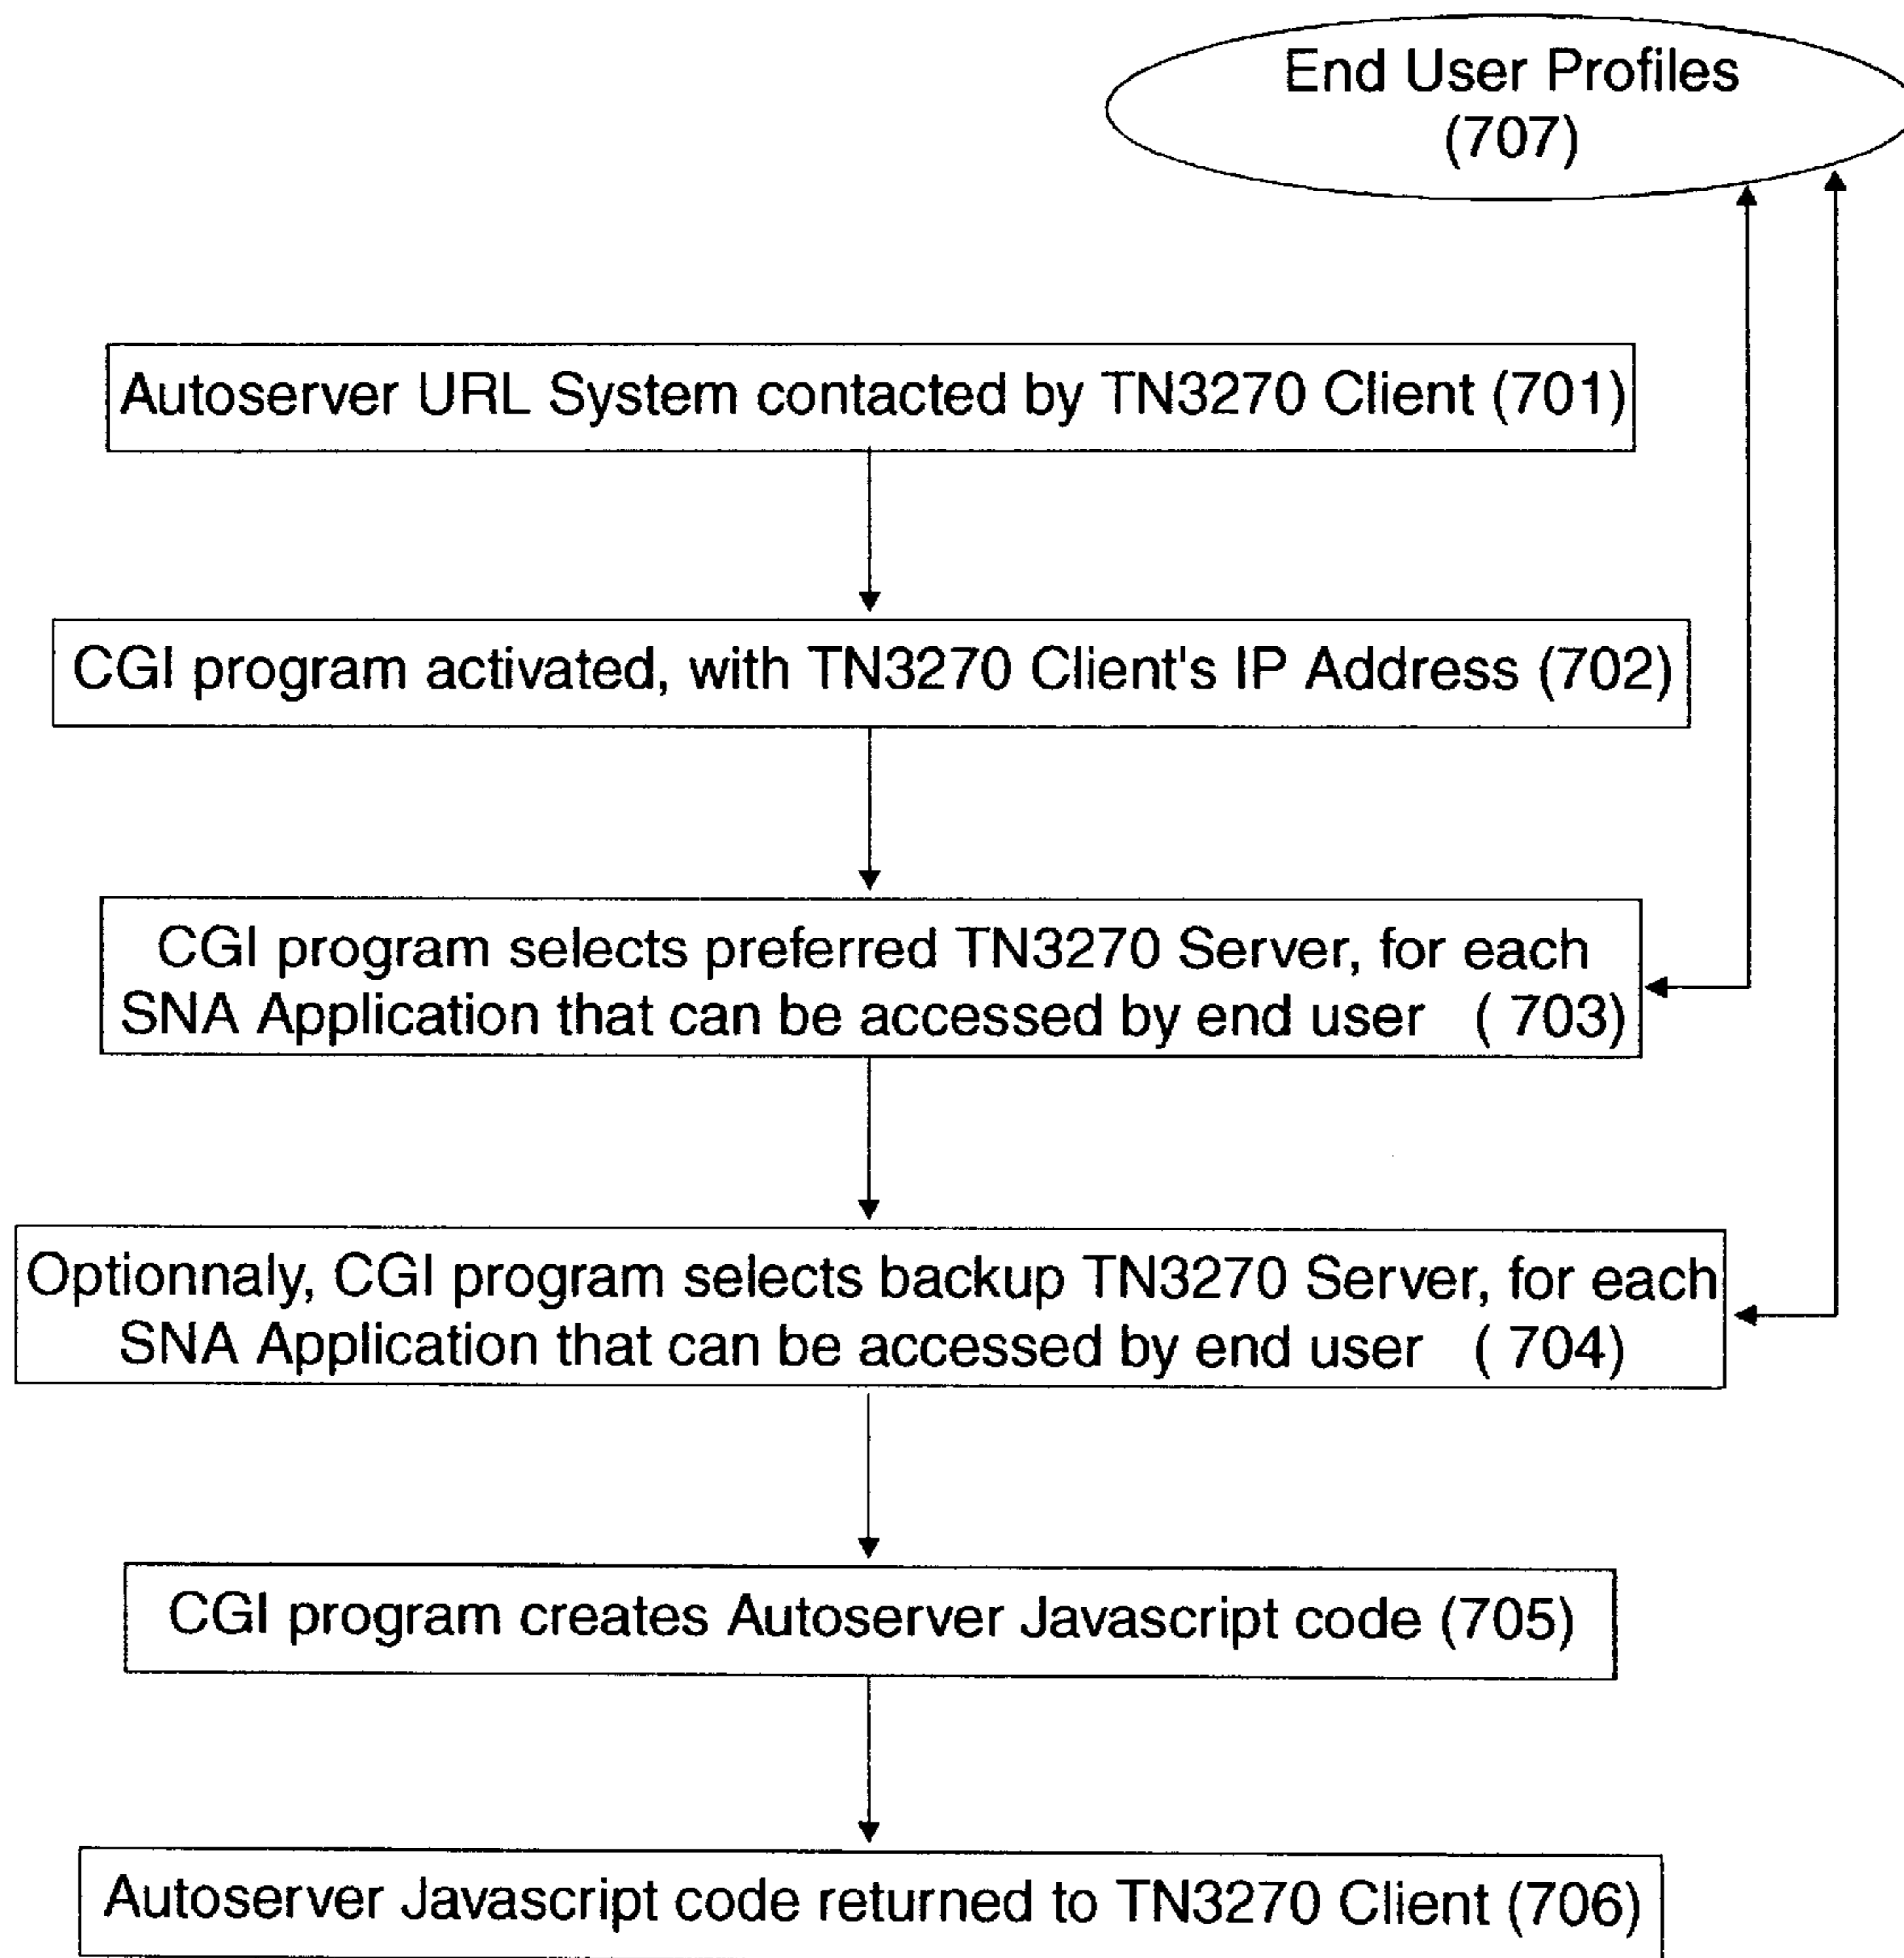 End User Profiles
(707)
Autoserver URL System contacted by TN3270 Client (701)
CGI program activated, with TN3270 Client's IP Address (702)
CGI program selects preferred TN3270 Server, for each
SNA Application that can be accessed by end user ( 703)
Optionnaly, CGI program selects backup TN3270 Server, for each
SNA Application that can be accessed by end user ( 704)
CGI program creates Autoserver Javascript code (705)
Autoserver Javascript code returned to TN3270 Client (706)